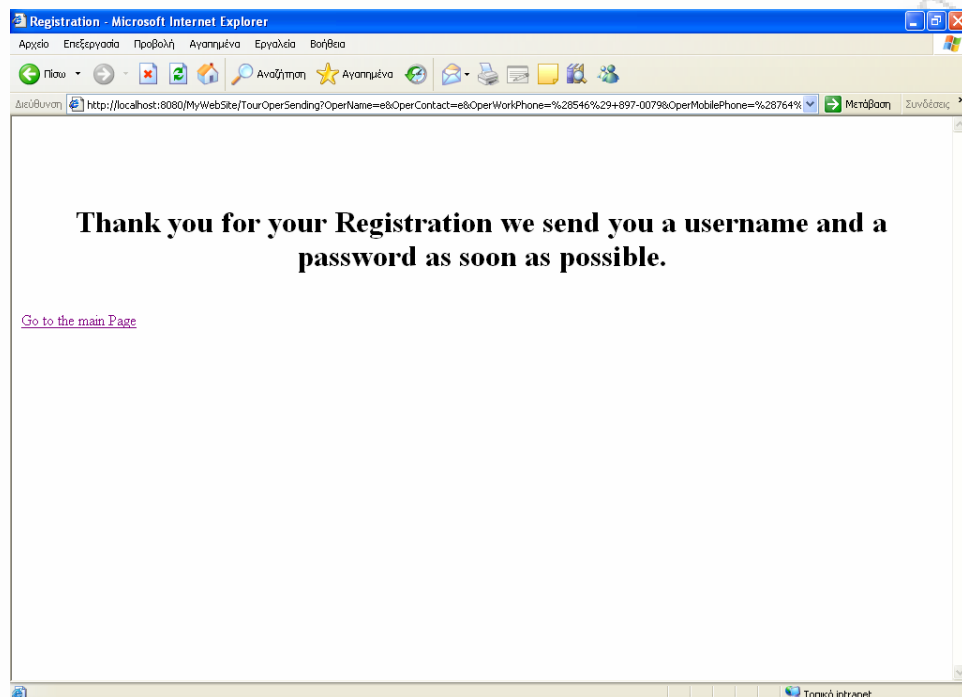 Registration - Microsoft Internet Explorer
Αρχείο Επεξεργασία Προβολή Αγαπημένα Εργαλεία Βοήθεια
Πίσω Αναζήτηση Αγαπημένα
Διεύθυνση http://localhost:8080/MyWebSite/TourOperSending?OperName=e&OperContact=e&OperWorkPhone=%28546%29+897-0079&OperMobilePhone=%28764% Μετάβαση Συνδέσεις »
Thank you for your Registration we send you a username and a
password as soon as possible.
Go to the main Page
Τοπικό intranet